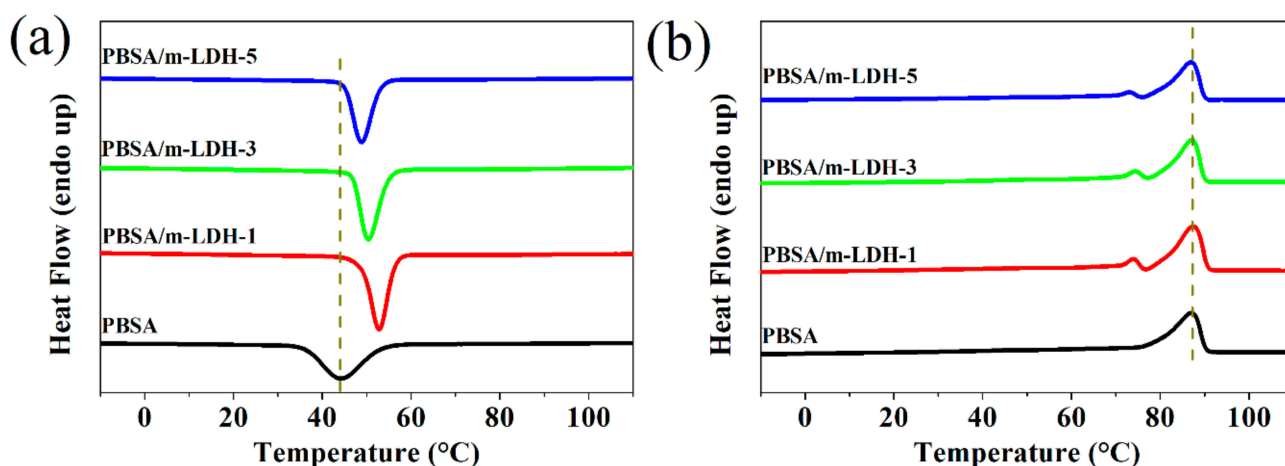 (a)
Heat Flow (endo up)
PBSA/m-LDH-5
PBSA/m-LDH-3
PBSA/m-LDH-1
PBSA
0 20 40 60 80 100
Temperature (°C)
(b)
Heat Flow (endo up)
PBSA/m-LDH-5
PBSA/m-LDH-3
PBSA/m-LDH-1
PBSA
0 20 40 60 80 100
Temperature (°C)